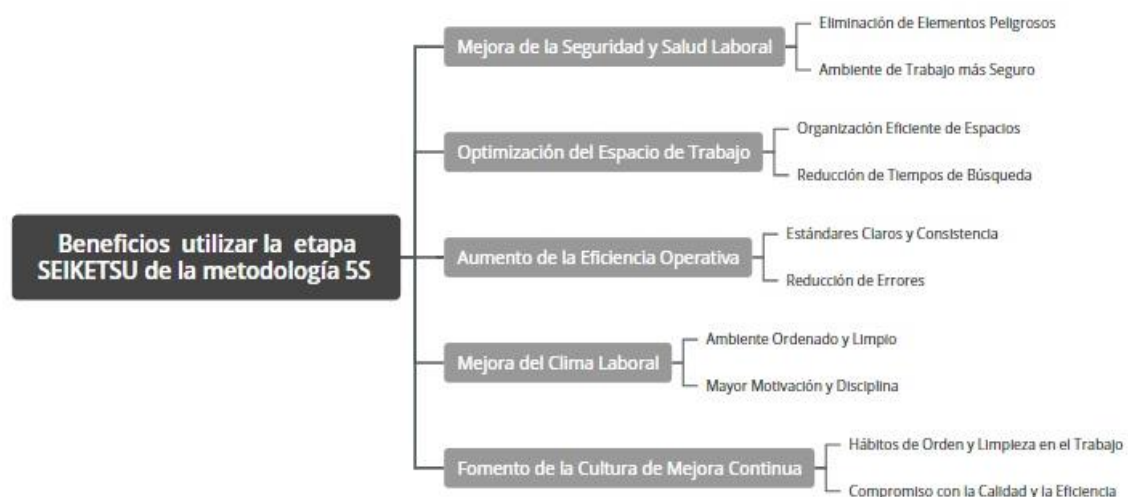 Beneficios utilizar la etapa
SEIKETSU de la metodología 5S
Mejora de la Seguridad y Salud Laboral
Eliminación de Elementos Peligrosos
Ambiente de Trabajo más Seguro
Optimización del Espacio de Trabajo
Organización Eficiente de Espacios
Reducción de Tiempos de Búsqueda
Aumento de la Eficiencia Operativa
Estándares Claros y Consistencia
Reducción de Errores
Mejora del Clima Laboral
Ambiente Ordenado y Limpio
Mayor Motivación y Disciplina
Fomento de la Cultura de Mejora Continua
Hábitos de Orden y Limpieza en el Trabajo
Compromiso con la Calidad y la Eficiencia